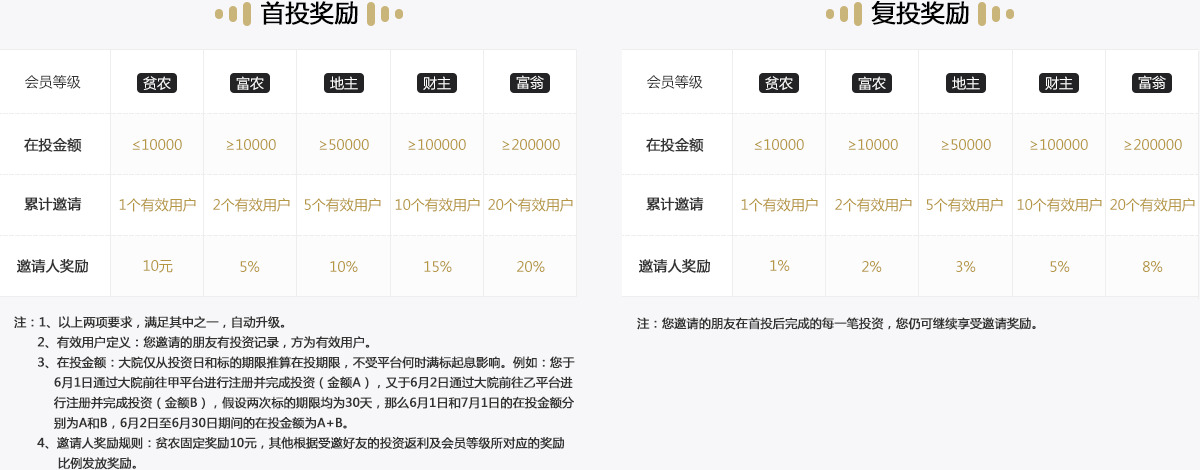 首投奖励
会员等级 贫农 富农 地主 财主 富翁
在投金额 ≤10000 ≥10000 ≥50000 ≥100000 ≥200000
累计邀请 1个有效用户 2个有效用户 5个有效用户 10个有效用户 20个有效用户
邀请人奖励 10元 5% 10% 15% 20%
注：1、以上两项要求，满足其中之一，自动升级。
2、有效用户定义：您邀请的朋友有投资记录，方为有效用户。
3、在投金额：大院仅从投资日和标的期限推算在投期限，不受平台何时满标起息影响。例如：您于
6月1日通过大院前往甲平台进行注册并完成投资（金额A），又于6月2日通过大院前往乙平台进
行注册并完成投资（金额B），假设两次标的期限均为30天，那么6月1日和7月1日的在投金额分
别为A和B，6月2日至6月30日期间的在投金额为A+B。
4、邀请人奖励规则：贫农固定奖励10元，其他根据受邀好友的投资返利及会员等级所对应的奖励
比例发放奖励。
复投奖励
会员等级 贫农 富农 地主 财主 富翁
在投金额 ≤10000 ≥10000 ≥50000 ≥100000 ≥200000
累计邀请 1个有效用户 2个有效用户 5个有效用户 10个有效用户 20个有效用户
邀请人奖励 1% 2% 3% 5% 8%
注：您邀请的朋友在首投后完成的每一笔投资，您仍可继续享受邀请奖励。